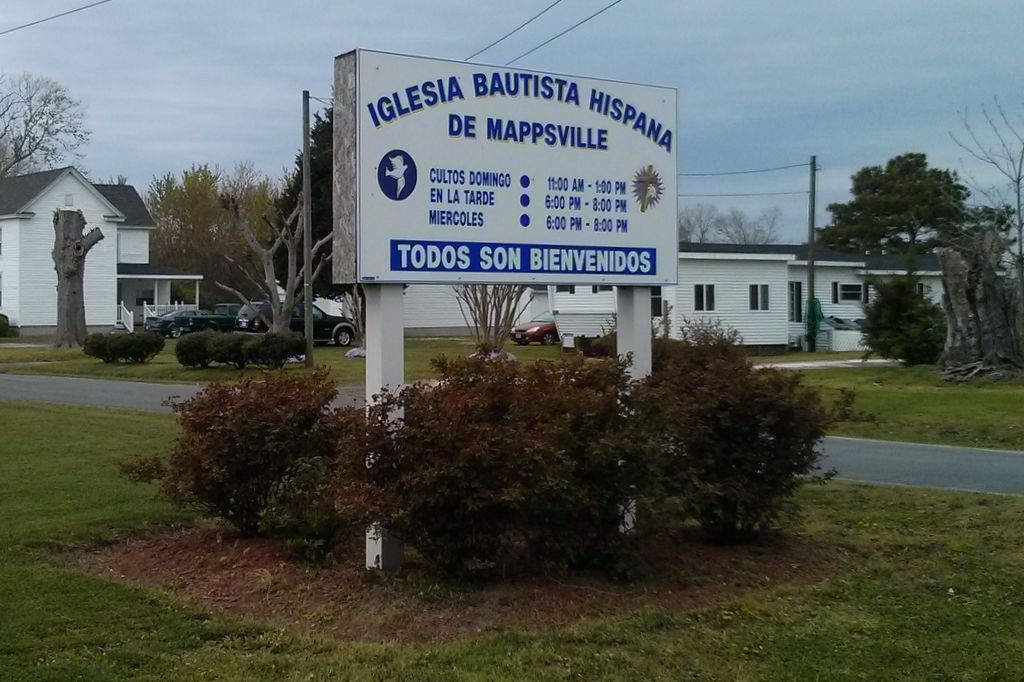 IGLESIA BAUTISTA HISPANA
DE MAPPSVILLE
CULTOS DOMINGO ● 11:00 AM - 1:00 PM
EN LA TARDE ● 6:00 PM - 8:00 PM
MIERCOLES ● 6:00 PM - 8:00 PM
TODOS SON BIENVENIDOS